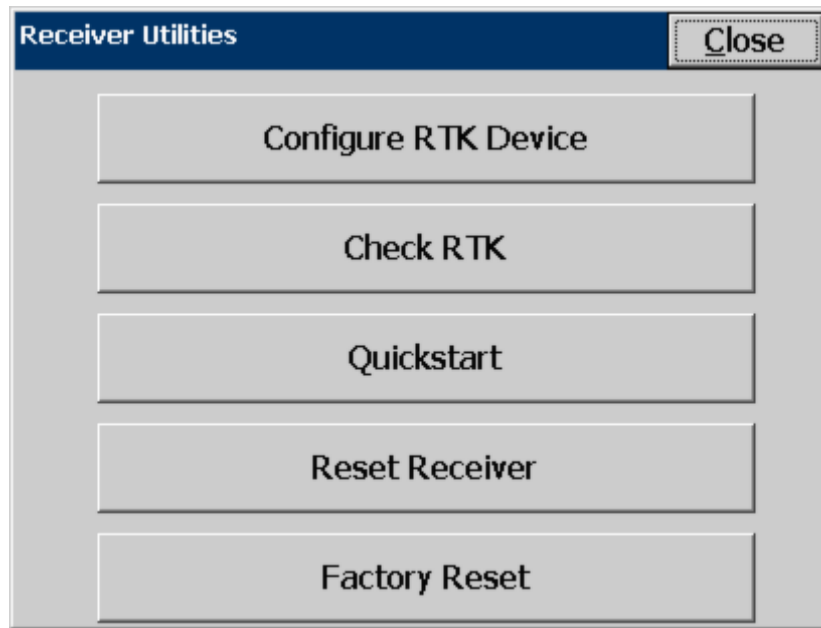 Receiver Utilities
Close
Configure RTK Device
Check RTK
Quickstart
Reset Receiver
Factory Reset